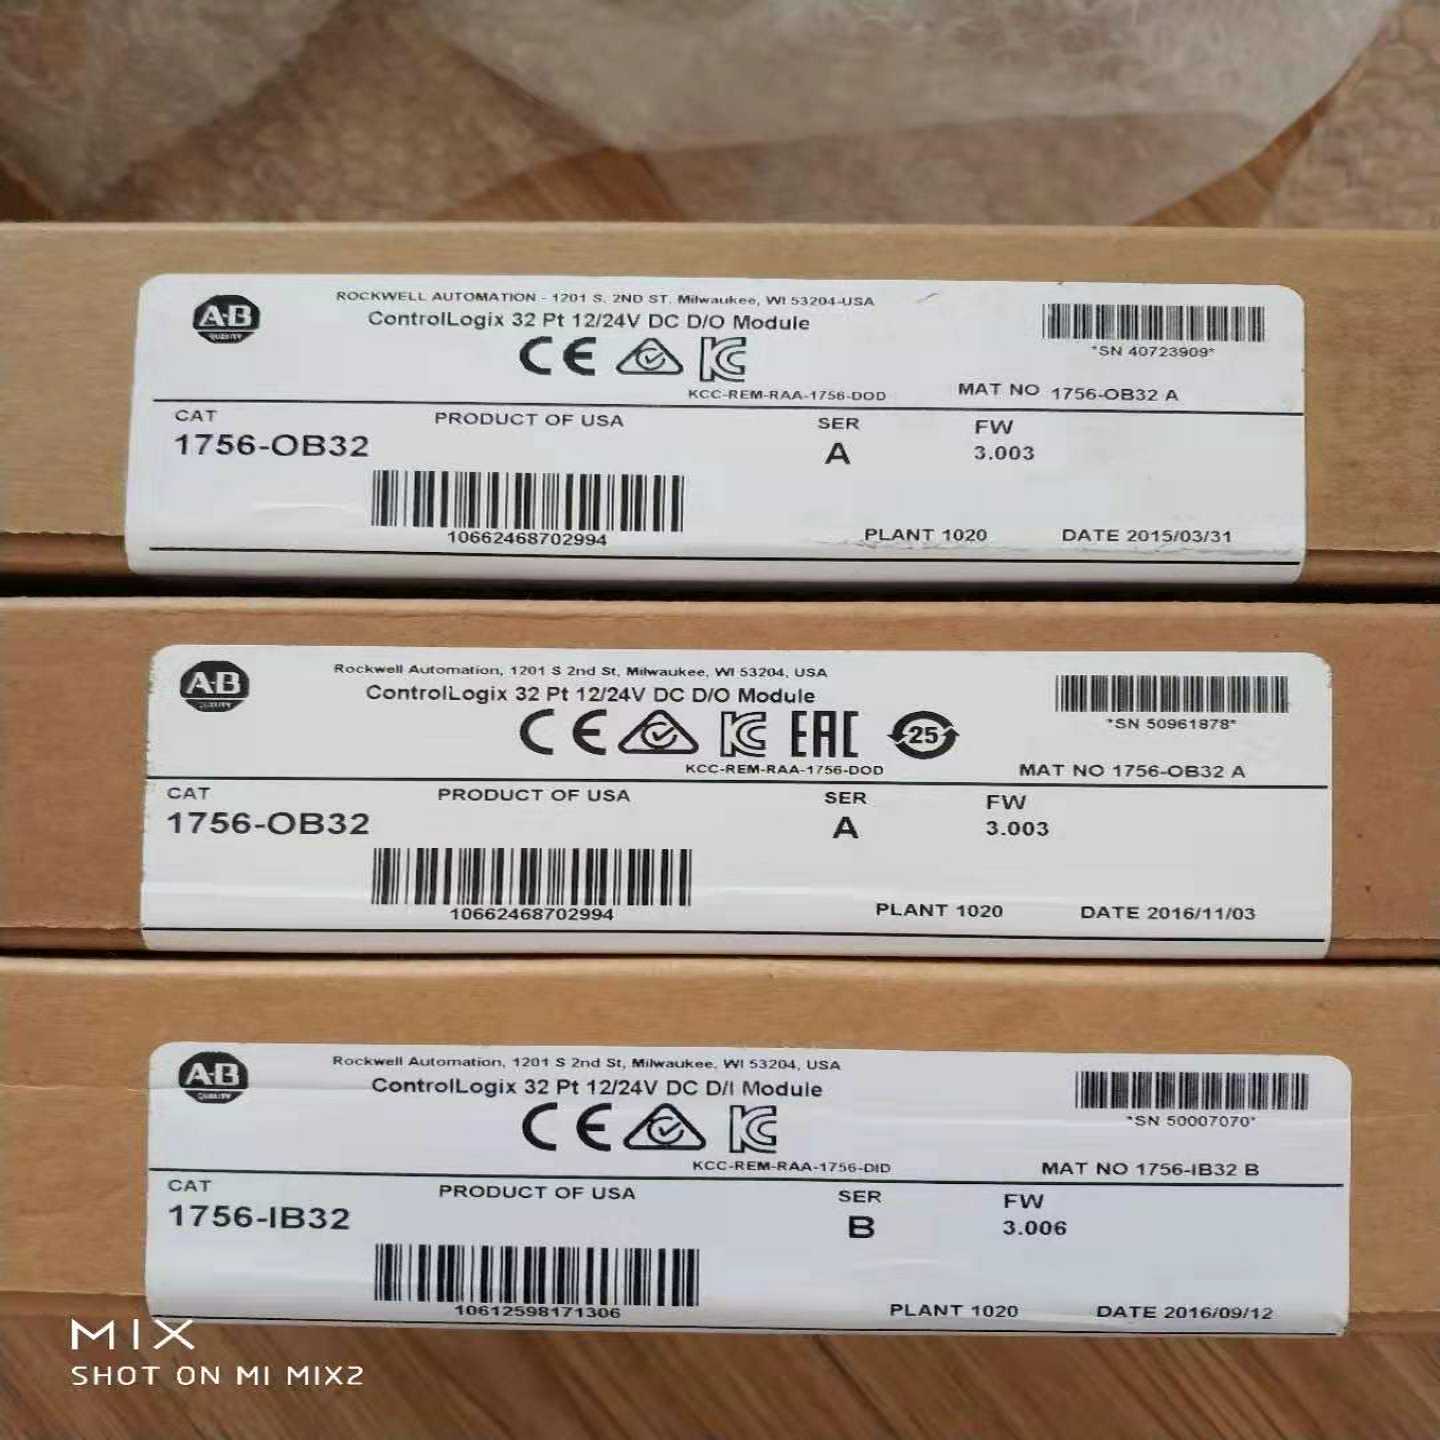 A-B
QUALITY
ROCKWELL AUTOMATION - 1201 S. 2ND ST. Milwaukee, WI 53204-USA
ControlLogix 32 Pt 12/24V DC D/O Module
*SN 40723909*
KCC-REM-RAA-1756-DOD
MAT NO 1756-OB32 A
CAT
PRODUCT OF USA
SER
FW
1756-OB32
A
3.003
10662468702994
PLANT 1020
DATE 2015/03/31
A-B
QUALITY
Rockwell Automation, 1201 S 2nd St, Milwaukee, WI 53204, USA
ControlLogix 32 Pt 12/24V DC D/O Module
*SN 50961878*
EAC
25
KCC-REM-RAA-1756-DOD
MAT NO 1756-OB32 A
CAT
PRODUCT OF USA
SER
FW
1756-OB32
A
3.003
10662468702994
PLANT 1020
DATE 2016/11/03
A-B
QUALITY
Rockwell Automation, 1201 S 2nd St, Milwaukee, WI 53204, USA
ControlLogix 32 Pt 12/24V DC D/I Module
*SN 50007070*
KCC-REM-RAA-1756-DID
MAT NO 1756-IB32 B
CAT
PRODUCT OF USA
SER
FW
1756-IB32
B
3.006
10612598171306
PLANT 1020
DATE 2016/09/12
MIX
SHOT ON MI MIX2